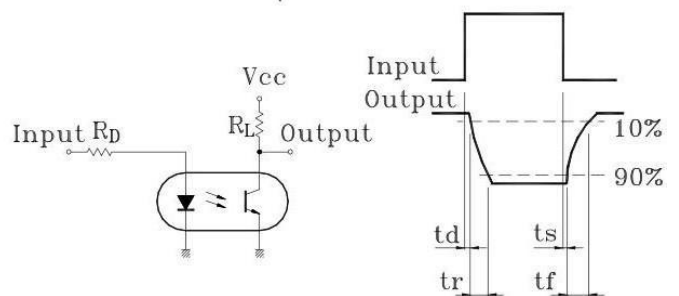 Vcc
Input RD
RL Output
Input
Output
10%
90%
td
ts
tr
tf